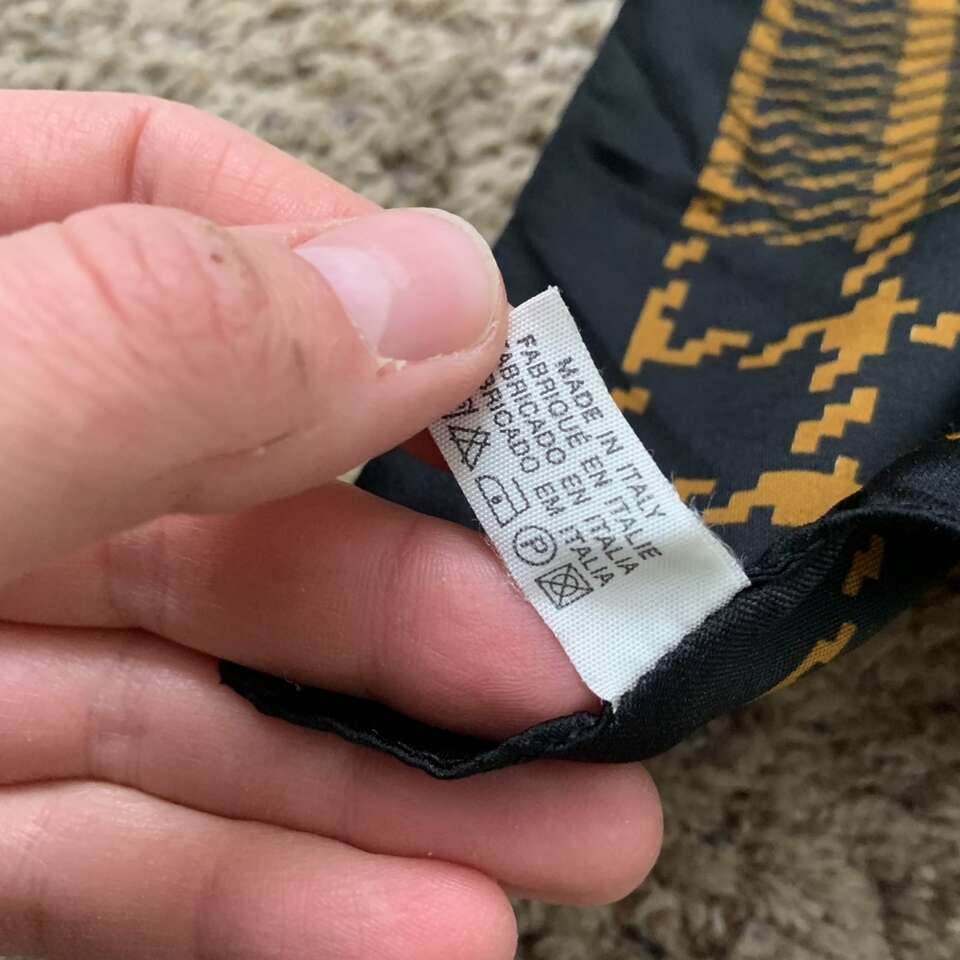 MADE IN ITALY
FABRIQUÉ EN ITALIE
FABRICADO EN ITALIA
FABRICADO EM ITALIA
P